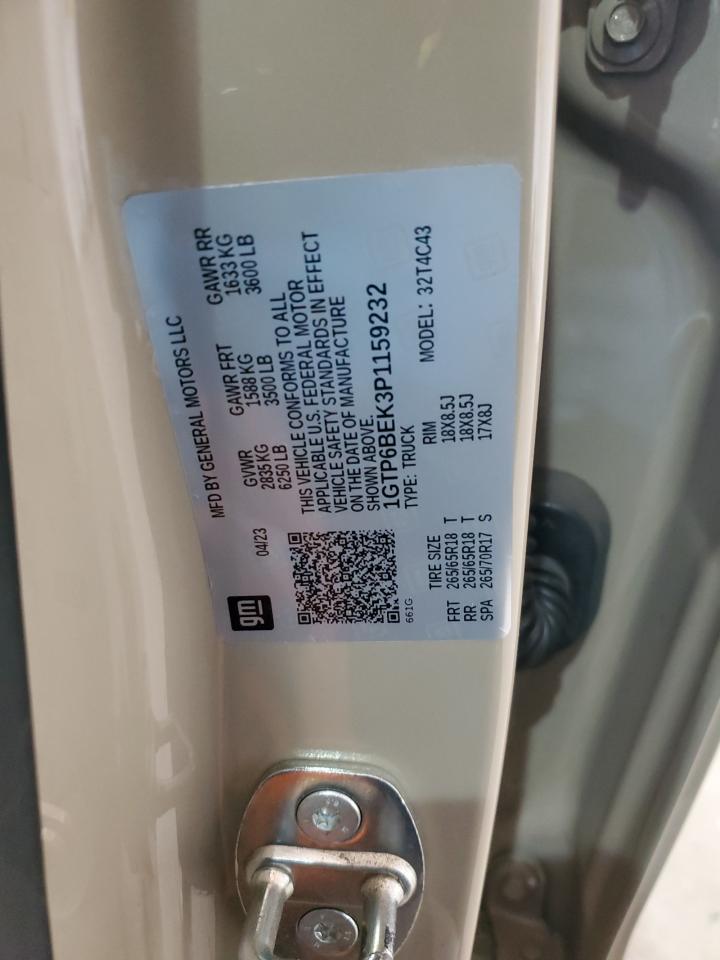 gm
MFD BY GENERAL MOTORS LLC
04/23
GVWR GAWR FRT GAWR RR
2835 KG 1588 KG 1633 KG
6250 LB 3500 LB 3600 LB
THIS VEHICLE CONFORMS TO ALL
APPLICABLE U.S. FEDERAL MOTOR
VEHICLE SAFETY STANDARDS IN EFFECT
ON THE DATE OF MANUFACTURE
SHOWN ABOVE.
1GTP6BEK3P1159232
661G
TYPE: TRUCK
MODEL: 32T4C43
TIRE SIZE RIM
FRT 265/65R18 T 18X8.5J
RR 265/65R18 T 18X8.5J
SPA 265/70R17 S 17X8J